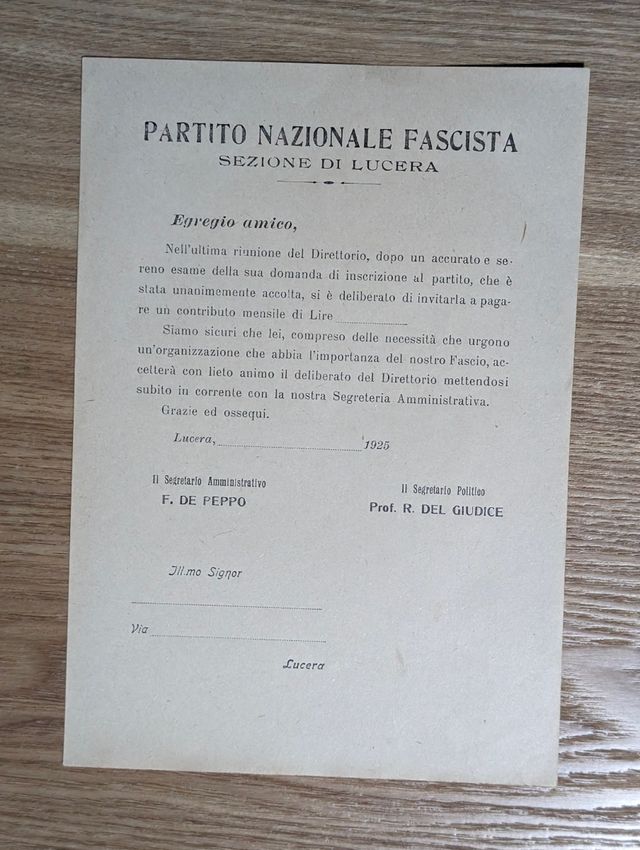 PARTITO NAZIONALE FASCISTA
SEZIONE DI LUCERA
Egregio amico,
Nell'ultima riunione del Direttorio, dopo un accurato e se-
reno esame della sua domanda di inscrizione al partito, che è
stata unanimemente accolta, si è deliberato di invitarla a paga-
re un contributo mensile di Lire
Siamo sicuri che lei, compreso delle necessità che urgono
un'organizzazione che abbia l'importanza del nostro Fascio, ac-
cetterà con lieto animo il deliberato del Direttorio mettendosi
subito in corrente con la nostra Segreteria Amministrativa.
Grazie ed ossequi.
Lucera, 1925
Il Segretario Amministrativo
F. DE PEPPO
Il Segretario Politico
Prof. R. DEL GIUDICE
Ill.mo Signor
Via
Lucera